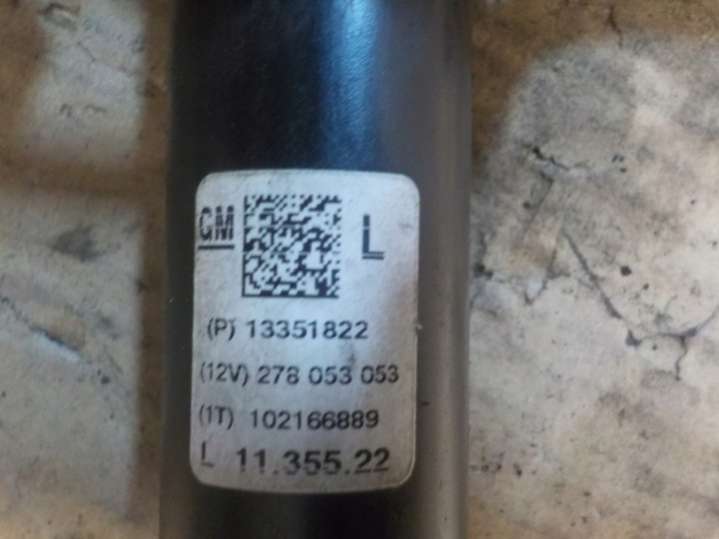 GM L
(P) 13351822
(12V) 278 053 053
(1T) 102166889
L 11.355.22